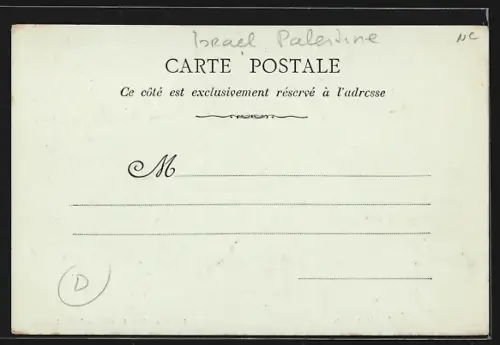 Israel Palestine
NC
CARTE POSTALE
Ce côté est exclusivement réservé à l'adresse
M
D